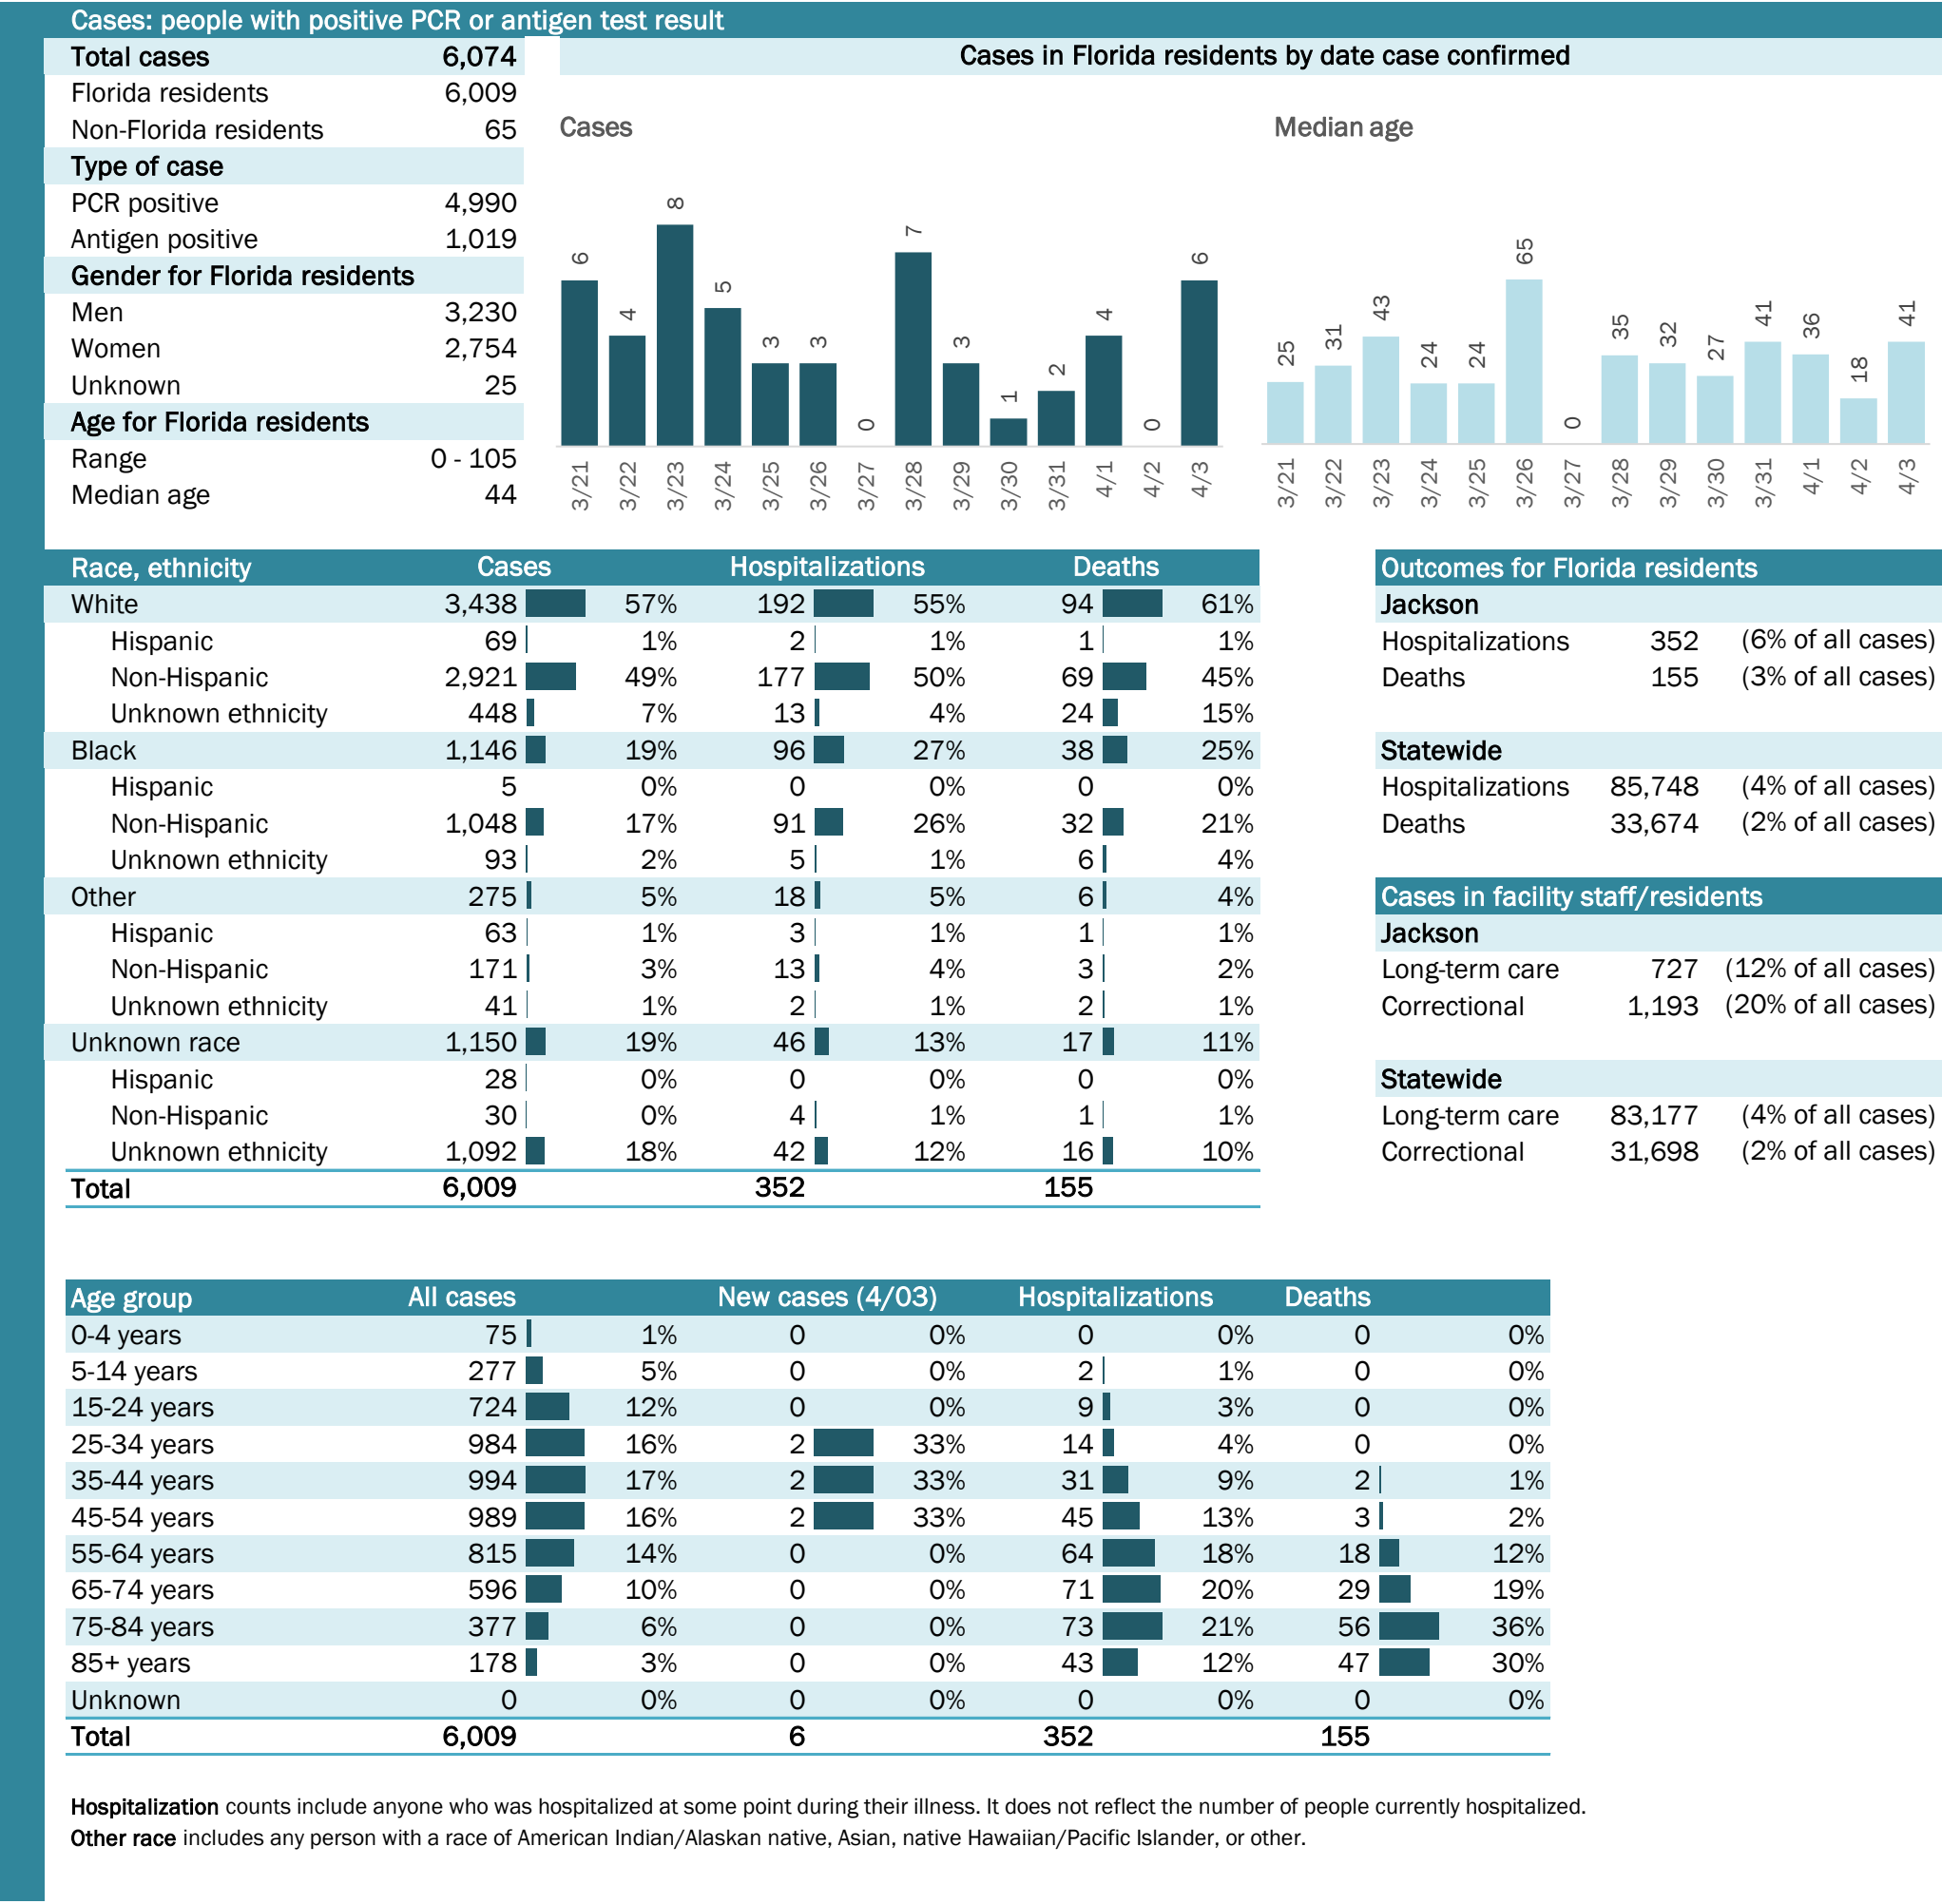 Cases: people with positive PCR or antigen test result
Total cases 6,074
Florida residents 6,009
Non-Florida residents 65
Type of case
PCR positive 4,990
Antigen positive 1,019
Gender for Florida residents
Men 3,230
Women 2,754
Unknown 25
Age for Florida residents
Range 0 - 105
Median age 44
Cases in Florida residents by date case confirmed
Cases
6 4 8 5 3 3 0 7 3 1 2 4 0 6
3/21 3/22 3/23 3/24 3/25 3/26 3/27 3/28 3/29 3/30 3/31 4/1 4/2 4/3
Median age
25 31 43 24 24 65 0 35 32 27 41 36 18 41
3/21 3/22 3/23 3/24 3/25 3/26 3/27 3/28 3/29 3/30 3/31 4/1 4/2 4/3
Race, ethnicity Cases Hospitalizations Deaths
White 3,438 57% 192 55% 94 61%
Hispanic 69 1% 2 1% 1 1%
Non-Hispanic 2,921 49% 177 50% 69 45%
Unknown ethnicity 448 7% 13 4% 24 15%
Black 1,146 19% 96 27% 38 25%
Hispanic 5 0% 0 0% 0 0%
Non-Hispanic 1,048 17% 91 26% 32 21%
Unknown ethnicity 93 2% 5 1% 6 4%
Other 275 5% 18 5% 6 4%
Hispanic 63 1% 3 1% 1 1%
Non-Hispanic 171 3% 13 4% 3 2%
Unknown ethnicity 41 1% 2 1% 2 1%
Unknown race 1,150 19% 46 13% 17 11%
Hispanic 28 0% 0 0% 0 0%
Non-Hispanic 30 0% 4 1% 1 1%
Unknown ethnicity 1,092 18% 42 12% 16 10%
Total 6,009 352 155
Outcomes for Florida residents
Jackson
Hospitalizations 352 (6% of all cases)
Deaths 155 (3% of all cases)
Statewide
Hospitalizations 85,748 (4% of all cases)
Deaths 33,674 (2% of all cases)
Cases in facility staff/residents
Jackson
Long-term care 727 (12% of all cases)
Correctional 1,193 (20% of all cases)
Statewide
Long-term care 83,177 (4% of all cases)
Correctional 31,698 (2% of all cases)
Age group All cases New cases (4/03) Hospitalizations Deaths
0-4 years 75 1% 0 0% 0 0% 0 0%
5-14 years 277 5% 0 0% 2 1% 0 0%
15-24 years 724 12% 0 0% 9 3% 0 0%
25-34 years 984 16% 2 33% 14 4% 0 0%
35-44 years 994 17% 2 33% 31 9% 2 1%
45-54 years 989 16% 2 33% 45 13% 3 2%
55-64 years 815 14% 0 0% 64 18% 18 12%
65-74 years 596 10% 0 0% 71 20% 29 19%
75-84 years 377 6% 0 0% 73 21% 56 36%
85+ years 178 3% 0 0% 43 12% 47 30%
Unknown 0 0% 0 0% 0 0% 0 0%
Total 6,009 6 352 155
Hospitalization counts include anyone who was hospitalized at some point during their illness. It does not reflect the number of people currently hospitalized.
Other race includes any person with a race of American Indian/Alaskan native, Asian, native Hawaiian/Pacific Islander, or other.